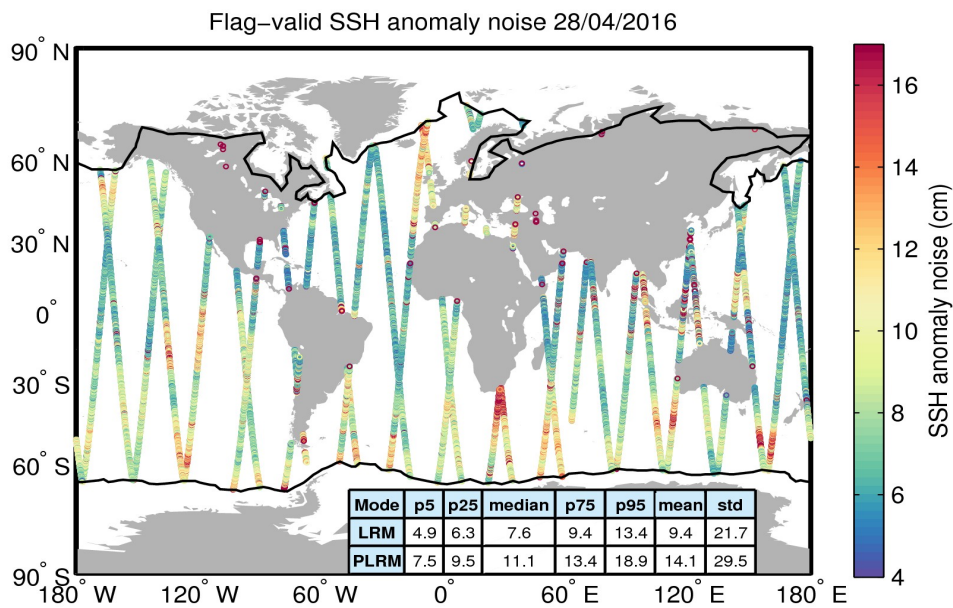 Flag−valid SSH anomaly noise 28/04/2016
90° N
60° N
30° N
0°
30° S
60° S
90° S
180° W
120° W
60° W
0°
60° E
120° E
180° E
Mode p5 p25 median p75 p95 mean std
LRM 4.9 6.3 7.6 9.4 13.4 9.4 21.7
PLRM 7.5 9.5 11.1 13.4 18.9 14.1 29.5
16
14
12
10
8
6
4
SSH anomaly noise (cm)